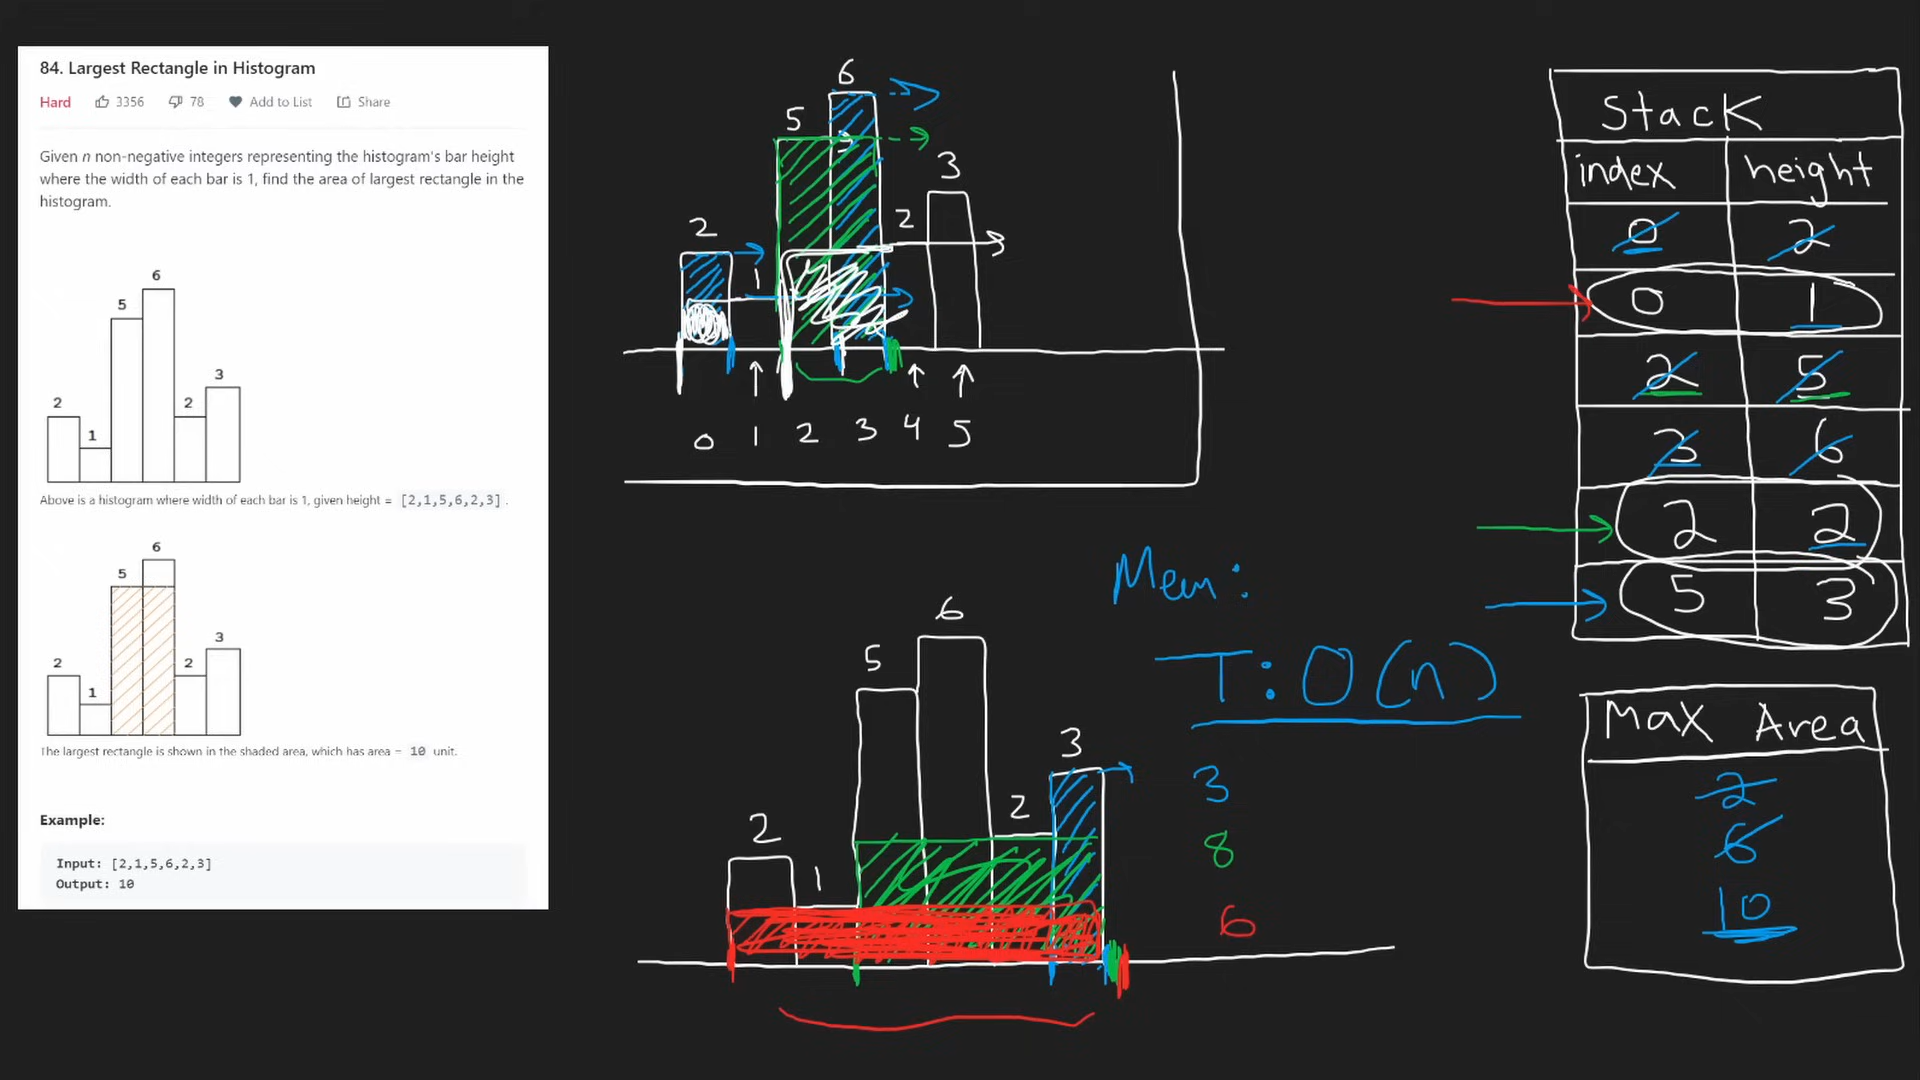 84. Largest Rectangle in Histogram
Hard 3356 78 Add to List Share
Given n non-negative integers representing the histogram's bar height
where the width of each bar is 1, find the area of largest rectangle in the
histogram.
6
5
3
2
2
1
Above is a histogram where width of each bar is 1, given height = [2,1,5,6,2,3] .
6
5
3
2
2
1
The largest rectangle is shown in the shaded area, which has area = 10 unit.
Example:
Input: [2,1,5,6,2,3]
Output: 10
6
5
3
2
2
1
0 1 2 3 4 5
6
5
3
2
2
1
Mem:
T: O(n)
3
8
6
Stack
index height
0 2
0 1
2 5
3 6
2 2
5 3
Max Area
2
6
10